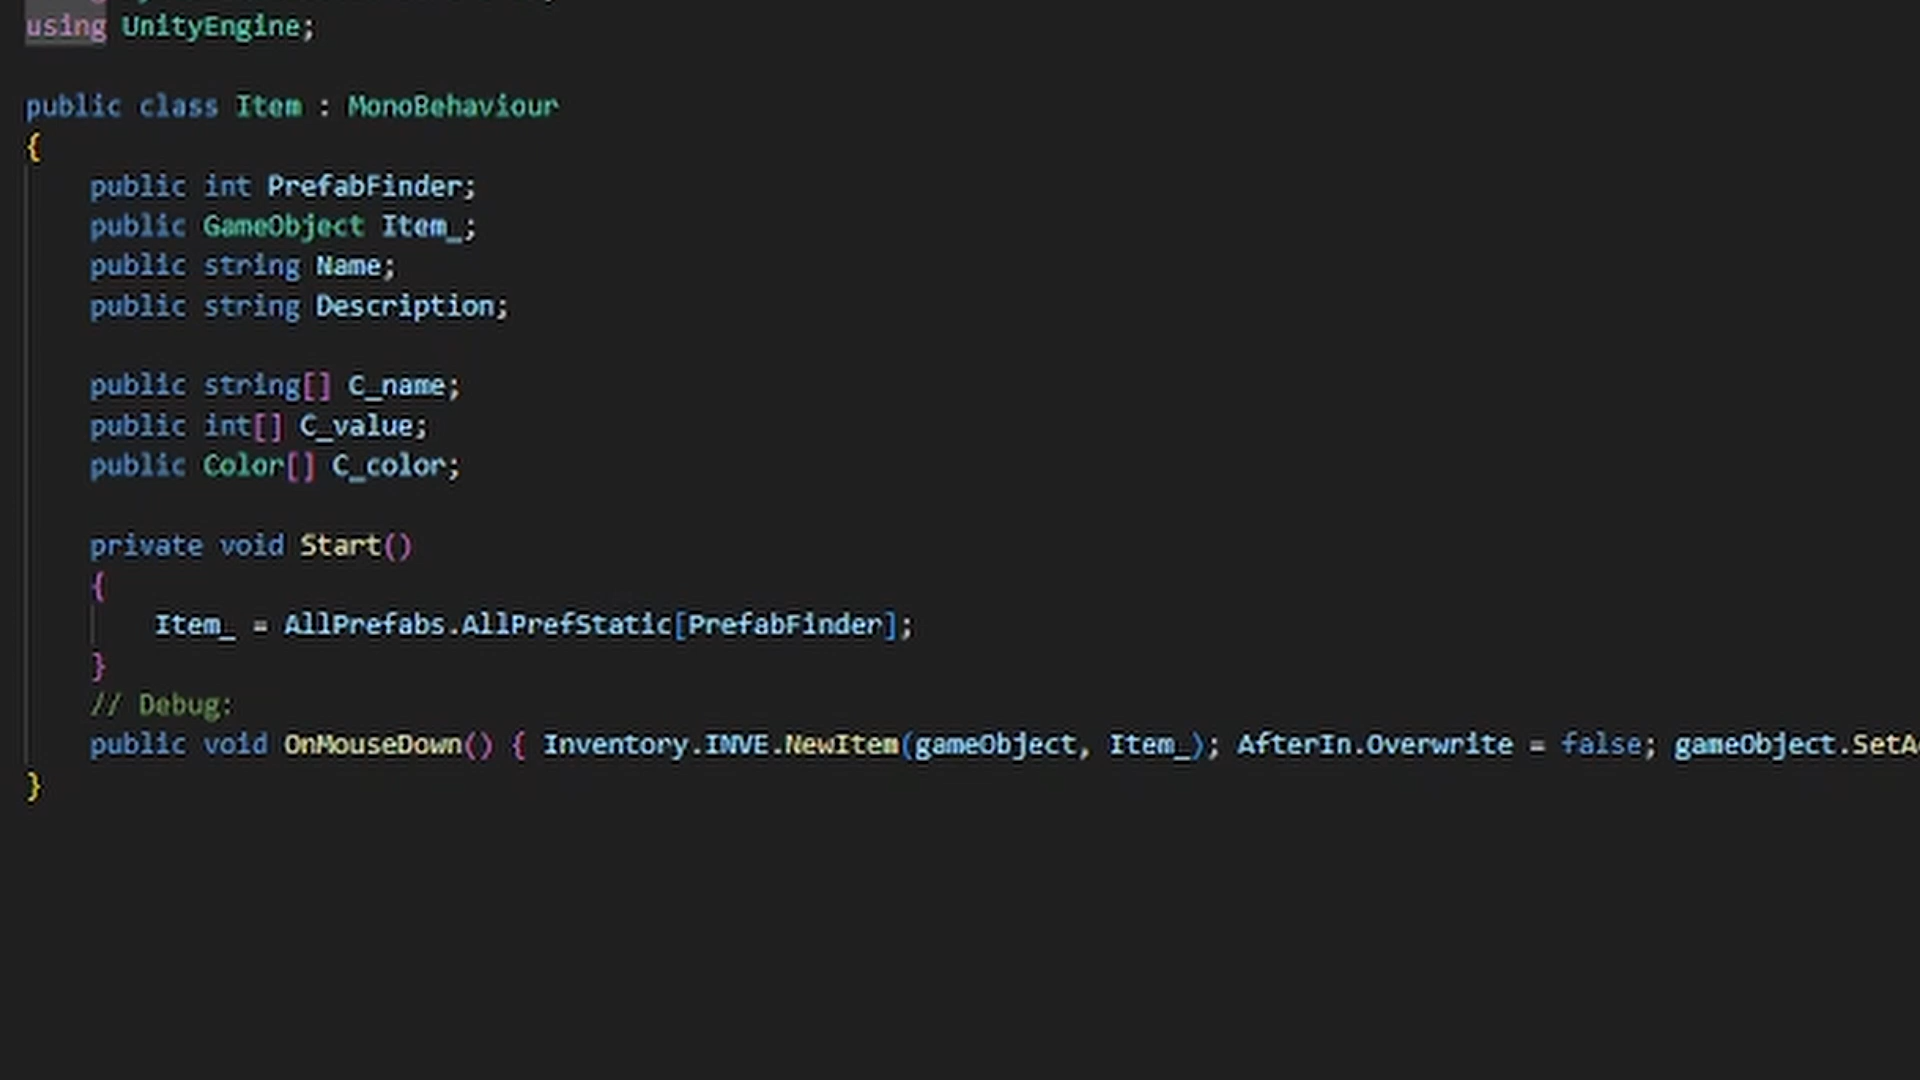 using UnityEngine;
public class Item : MonoBehaviour
{
public int PrefabFinder;
public GameObject Item_;
public string Name;
public string Description;
public string[] C_name;
public int[] C_value;
public Color[] C_color;
private void Start()
{
Item_ = AllPrefabs.AllPrefStatic[PrefabFinder];
}
// Debug:
public void OnMouseDown() { Inventory.INVE.NewItem(gameObject, Item_); AfterIn.Overwrite = false; gameObject.SetA
}